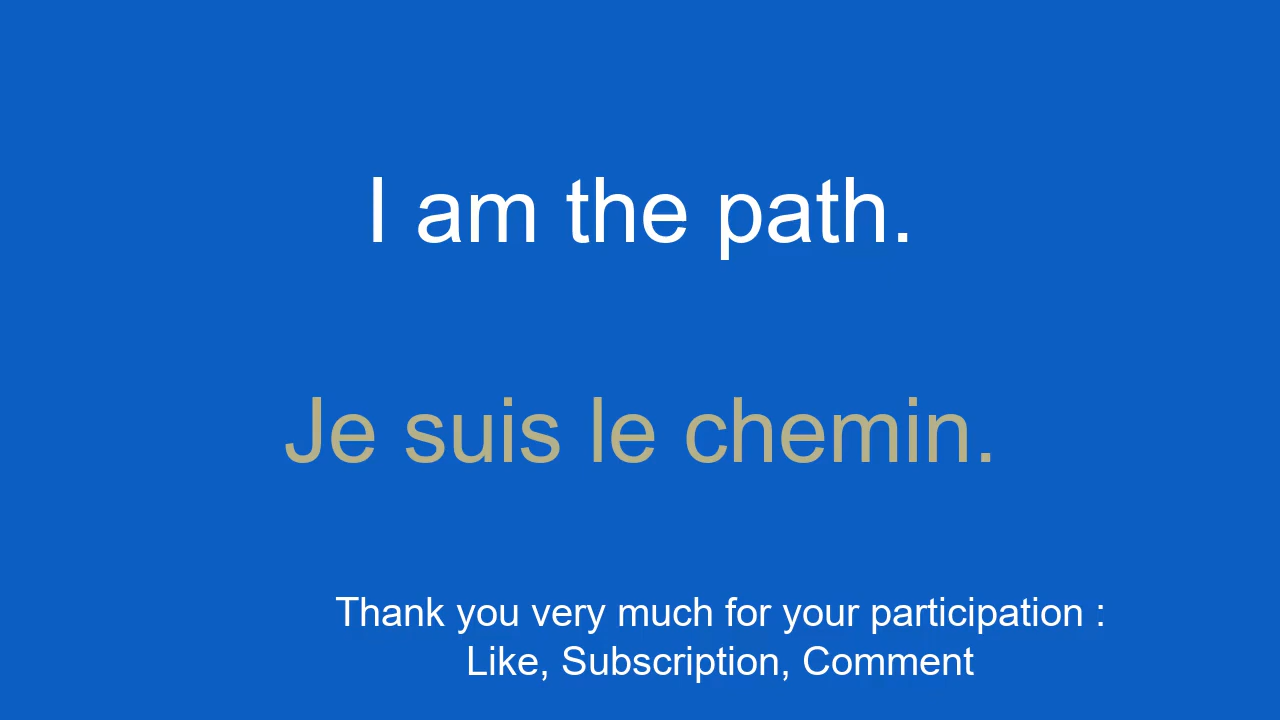 I am the path.
Je suis le chemin.
Thank you very much for your participation :
Like, Subscription, Comment